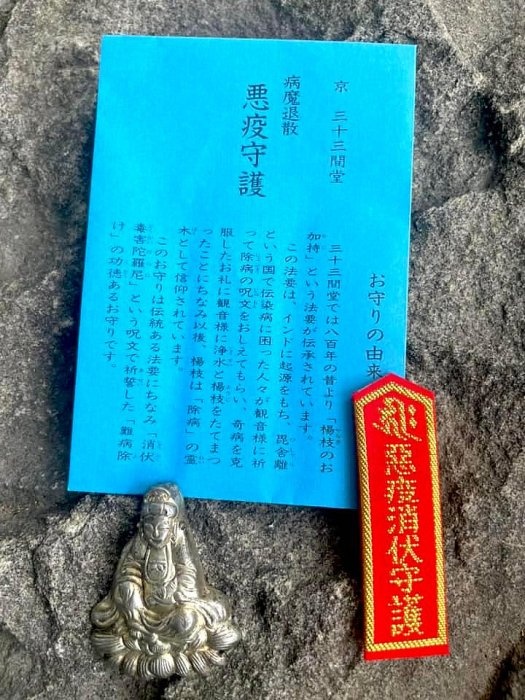 京　三十三間堂
病魔退散
悪疫守護
お守りの由来
三十三間堂では八百年の昔より「楊枝のお
加持」という法要が伝承されています。
この法要は、インドに起源をもち、毘舎離
という国で伝染病に困った人々が観音様に祈
って除病の呪文をおしえてもらい、奇病を克
服したお礼に観音様に浄水と楊枝をたてまつ
ったことにちなみ以後、楊枝は「除病」の霊
木として信仰されています。
このお守りは伝統ある法要にちなみ「消伏
毒害陀羅尼」という呪文で祈誓した「難病除
け」の功徳あるお守りです。
悪疫消伏守護